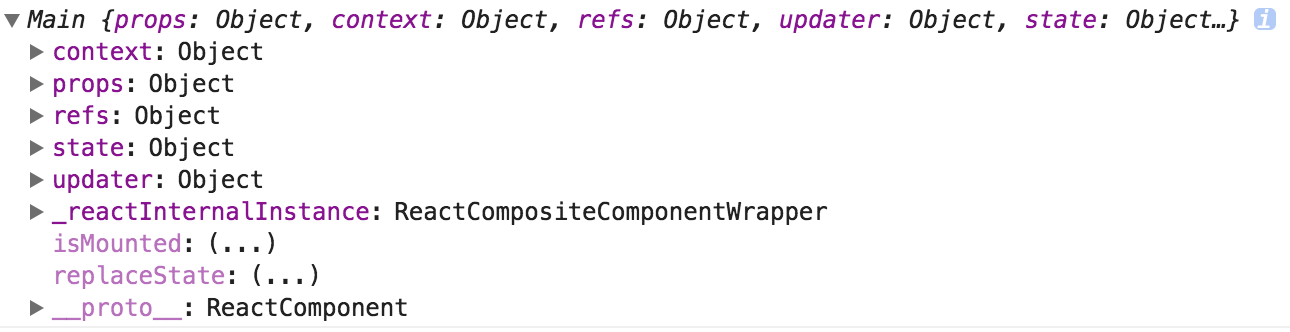 Main {props: Object, context: Object, refs: Object, updater: Object, state: Object…} i
context: Object
props: Object
refs: Object
state: Object
updater: Object
_reactInternalInstance: ReactCompositeComponentWrapper
isMounted: (...)
replaceState: (...)
__proto__: ReactComponent